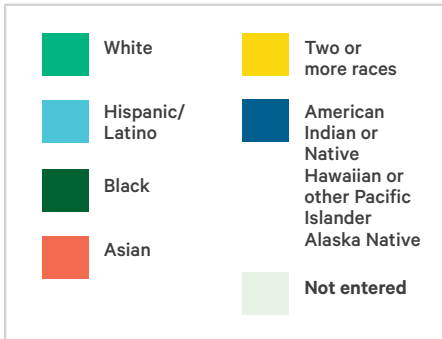 White
Hispanic/
Latino
Black
Asian
Two or
more races
American
Indian or
Native
Hawaiian or
other Pacific
Islander
Alaska Native
Not entered